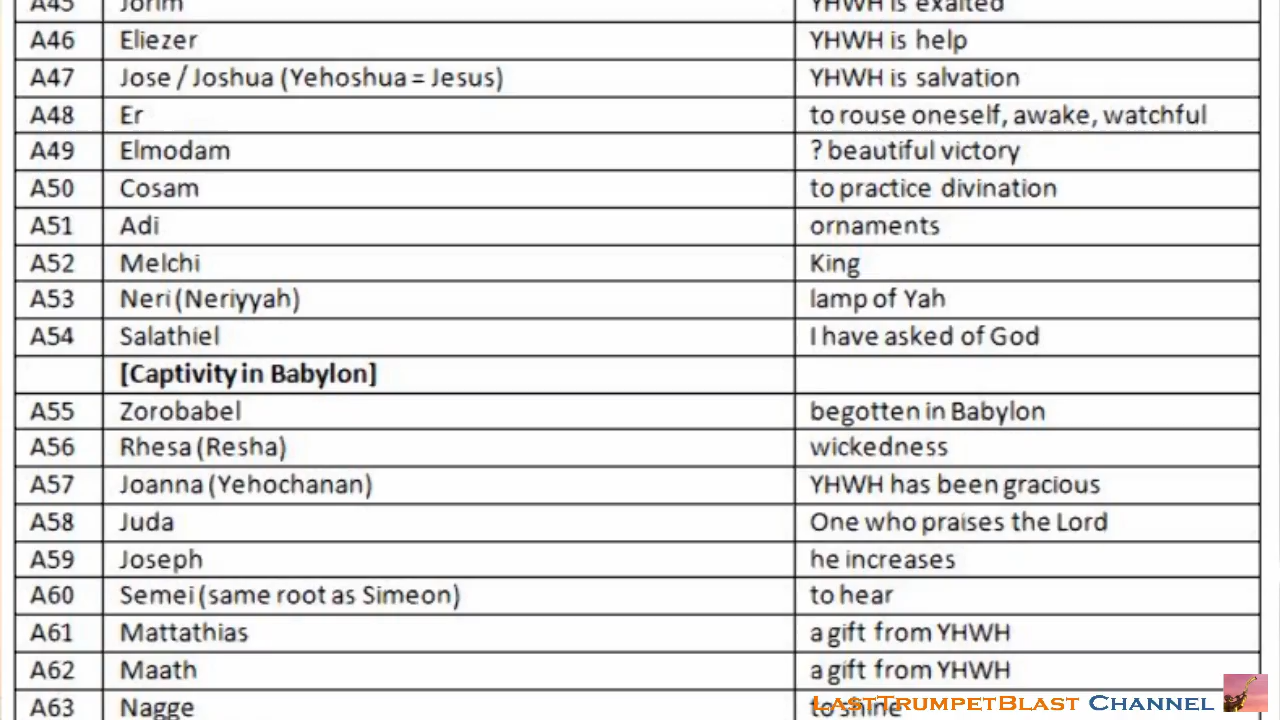 A45 Jorim YHWH is exalted
A46 Eliezer YHWH is help
A47 Jose / Joshua (Yehoshua = Jesus) YHWH is salvation
A48 Er to rouse oneself, awake, watchful
A49 Elmodam ? beautiful victory
A50 Cosam to practice divination
A51 Adi ornaments
A52 Melchi King
A53 Neri (Neriyyah) lamp of Yah
A54 Salathiel I have asked of God
[Captivity in Babylon]
A55 Zorobabel begotten in Babylon
A56 Rhesa (Resha) wickedness
A57 Joanna (Yehochanan) YHWH has been gracious
A58 Juda One who praises the Lord
A59 Joseph he increases
A60 Semei (same root as Simeon) to hear
A61 Mattathias a gift from YHWH
A62 Maath a gift from YHWH
A63 Nagge to shine
LastTrumpetBlast Channel